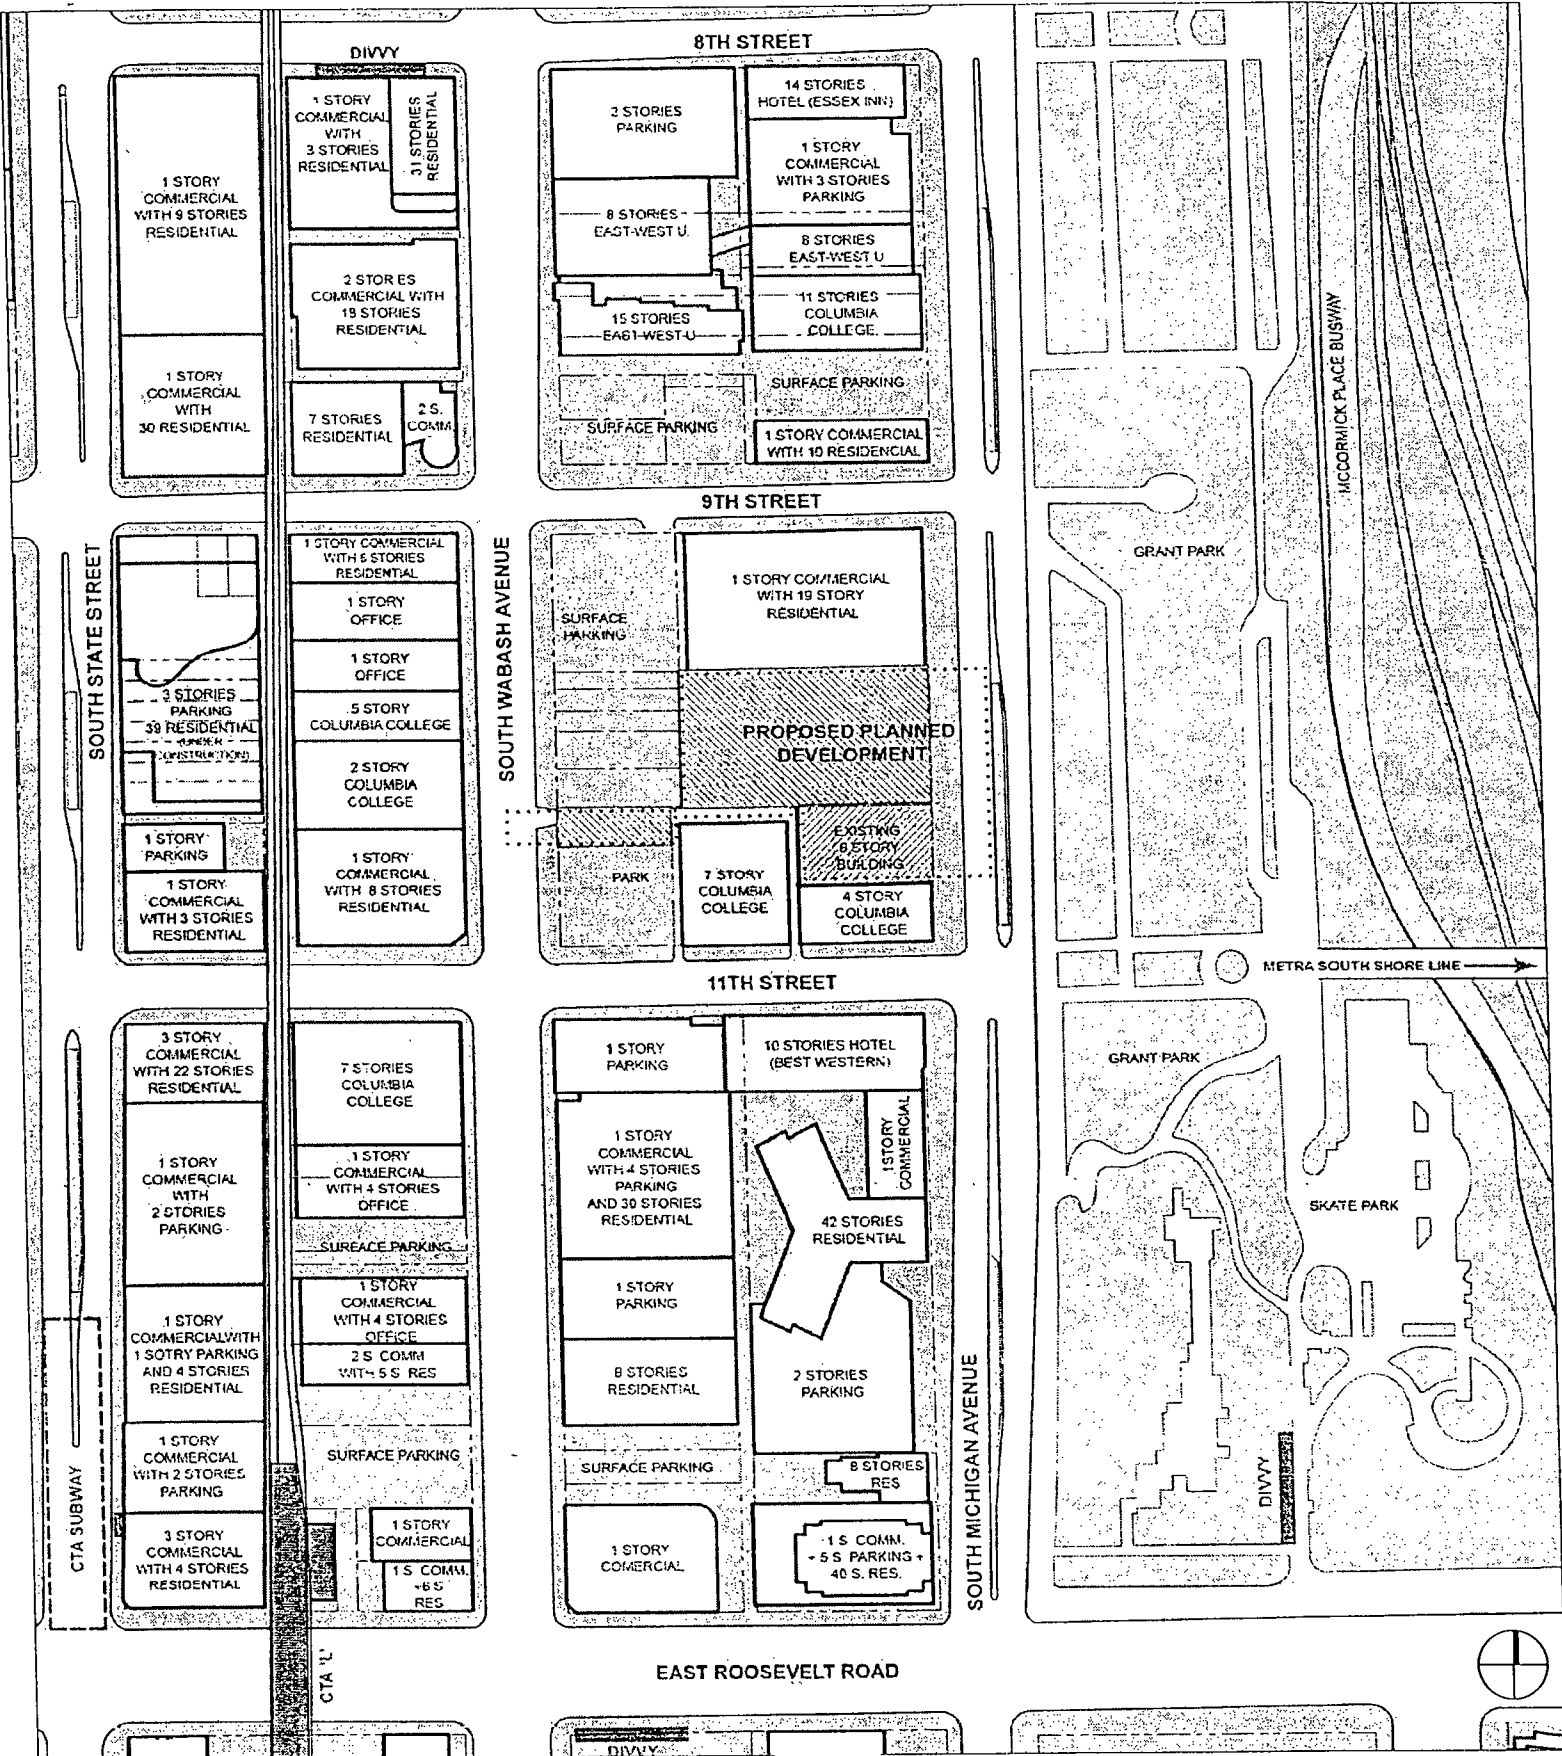 8TH STREET
DIVVY
1 STORY
COMMERCIAL
WITH
3 STORIES
RESIDENTIAL
31 STORIES
RESIDENTIAL
2 STORIES
PARKING
14 STORIES
HOTEL (ESSEX INN)
1 STORY
COMMERCIAL
WITH 3 STORIES
PARKING
1 STORY
COMMERCIAL
WITH 9 STORIES
RESIDENTIAL
8 STORIES
EAST-WEST U.
8 STORIES
EAST-WEST U
2 STORIES
COMMERCIAL WITH
18 STORIES
RESIDENTIAL
15 STORIES
EAST-WEST U
11 STORIES
COLUMBIA
COLLEGE
1 STORY
COMMERCIAL
WITH
30 RESIDENTIAL
7 STORIES
RESIDENTIAL
2 S.
COMM
SURFACE PARKING
SURFACE PARKING
1 STORY COMMERCIAL
WITH 10 RESIDENCIAL
MCCORMICK PLACE BUSWAY
9TH STREET
SOUTH STATE STREET
1 STORY COMMERCIAL
WITH 6 STORIES
RESIDENTIAL
1 STORY
OFFICE
1 STORY
OFFICE
5 STORY
COLUMBIA COLLEGE
2 STORY
COLUMBIA
COLLEGE
3 STORIES
PARKING
39 RESIDENTIAL
(UNDER
CONSTRUCTION)
1 STORY
PARKING
1 STORY
COMMERCIAL
WITH 3 STORIES
RESIDENTIAL
1 STORY
COMMERCIAL
WITH 8 STORIES
RESIDENTIAL
SOUTH WABASH AVENUE
SURFACE
PARKING
1 STORY COMMERCIAL
WITH 19 STORY
RESIDENTIAL
PROPOSED PLANNED
DEVELOPMENT
EXISTING
8 STORY
BUILDING
PARK
7 STORY
COLUMBIA
COLLEGE
4 STORY
COLUMBIA
COLLEGE
GRANT PARK
METRA SOUTH SHORE LINE
11TH STREET
3 STORY
COMMERCIAL
WITH 22 STORIES
RESIDENTIAL
7 STORIES
COLUMBIA
COLLEGE
1 STORY
PARKING
10 STORIES HOTEL
(BEST WESTERN)
GRANT PARK
1 STORY
COMMERCIAL
WITH
2 STORIES
PARKING
1 STORY
COMMERCIAL
WITH 4 STORIES
OFFICE
1 STORY
COMMERCIAL
WITH 4 STORIES
PARKING
AND 30 STORIES
RESIDENTIAL
1 STORY
COMMERCIAL
42 STORIES
RESIDENTIAL
SKATE PARK
SURFACE PARKING
1 STORY
COMMERCIAL
WITH 4 STORIES
OFFICE
2 S COMM
WITH 5 S RES
1 STORY
PARKING
1 STORY
COMMERCIALWITH
1 SOTRY PARKING
AND 4 STORIES
RESIDENTIAL
8 STORIES
RESIDENTIAL
2 STORIES
PARKING
SOUTH MICHIGAN AVENUE
1 STORY
COMMERCIAL
WITH 2 STORIES
PARKING
SURFACE PARKING
SURFACE PARKING
8 STORIES
RES
DIVVY
CTA SUBWAY
3 STORY
COMMERCIAL
WITH 4 STORIES
RESIDENTIAL
1 STORY
COMMERCIAL
1 S COMM.
+6 S
RES
1 STORY
COMERCIAL
1 S. COMM.
+ 5 S. PARKING +
40 S. RES.
CTA 'L'
EAST ROOSEVELT ROAD
DIVVY